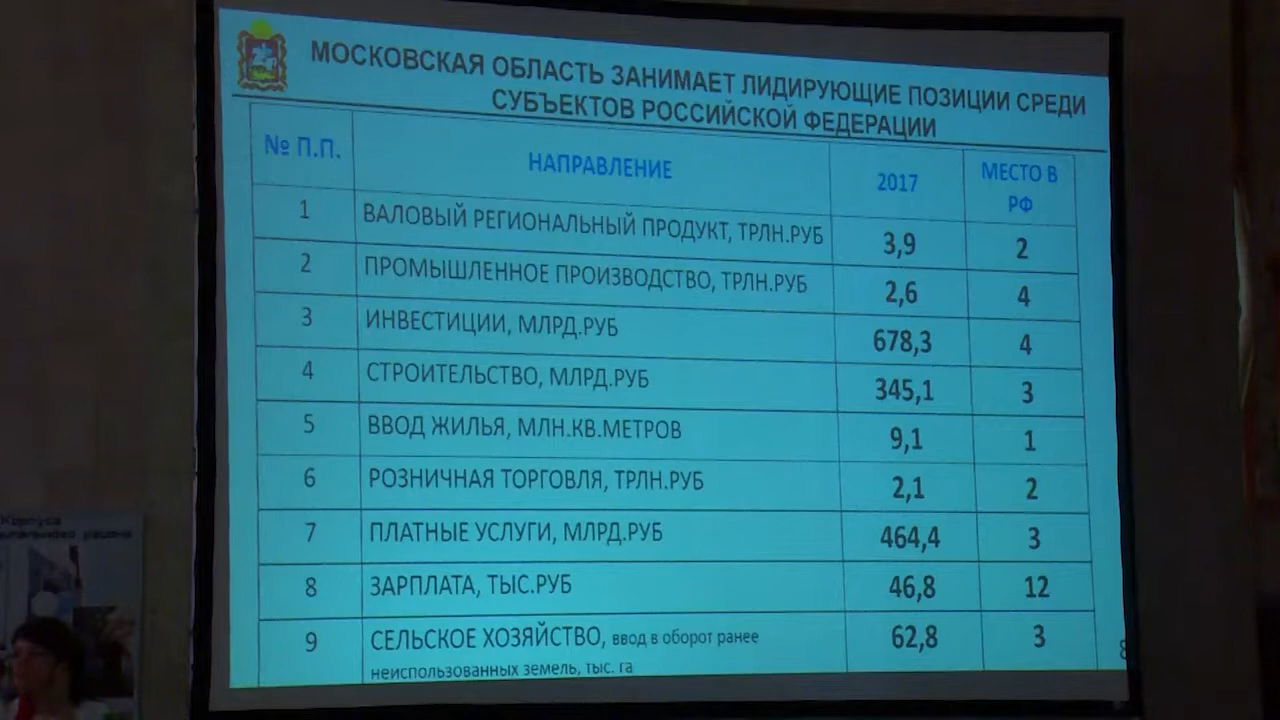 МОСКОВСКАЯ ОБЛАСТЬ ЗАНИМАЕТ ЛИДИРУЮЩИЕ ПОЗИЦИИ СРЕДИ
СУБЪЕКТОВ РОССИЙСКОЙ ФЕДЕРАЦИИ
№ П.П. НАПРАВЛЕНИЕ 2017 МЕСТО В
РФ
1 ВАЛОВЫЙ РЕГИОНАЛЬНЫЙ ПРОДУКТ, ТРЛН.РУБ 3,9 2
2 ПРОМЫШЛЕННОЕ ПРОИЗВОДСТВО, ТРЛН.РУБ 2,6 4
3 ИНВЕСТИЦИИ, МЛРД.РУБ 678,3 4
4 СТРОИТЕЛЬСТВО, МЛРД.РУБ 345,1 3
5 ВВОД ЖИЛЬЯ, МЛН.КВ.МЕТРОВ 9,1 1
6 РОЗНИЧНАЯ ТОРГОВЛЯ, ТРЛН.РУБ 2,1 2
7 ПЛАТНЫЕ УСЛУГИ, МЛРД.РУБ 464,4 3
8 ЗАРПЛАТА, ТЫС.РУБ 46,8 12
9 СЕЛЬСКОЕ ХОЗЯЙСТВО, ввод в оборот ранее 62,8 3
неиспользованных земель, тыс. га
8
Корпуса